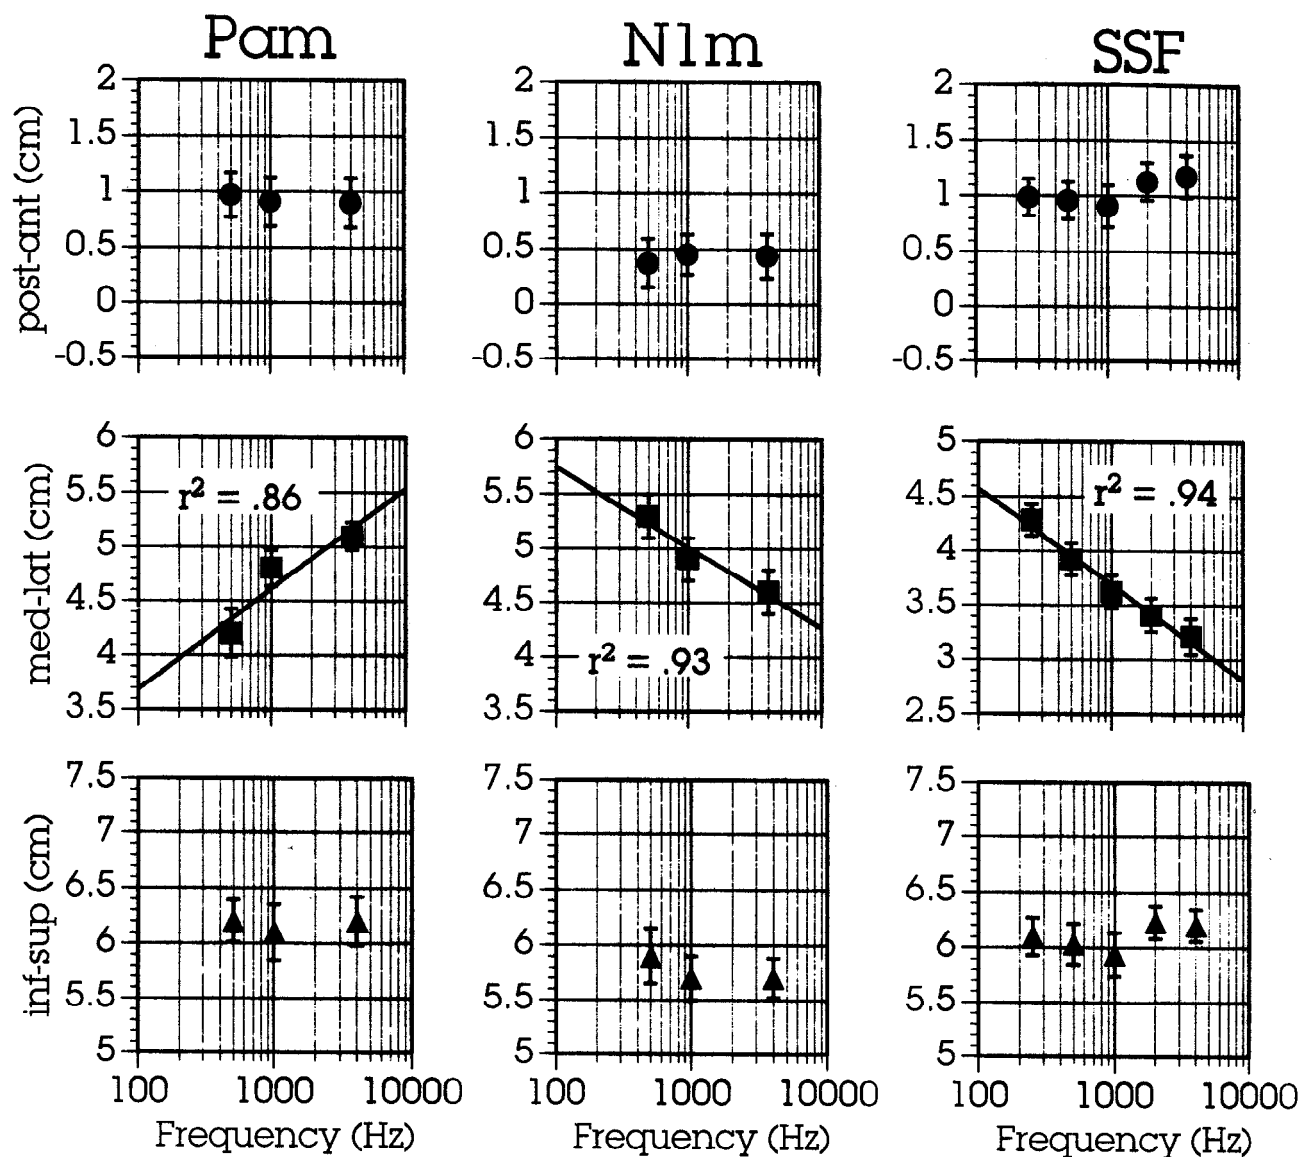 Pam N1m SSF
post-ant (cm)
2 1.5 1 0.5 0 -0.5
2 1.5 1 0.5 0 -0.5
2 1.5 1 0.5 0 -0.5
med-lat (cm)
6 5.5 5 4.5 4 3.5
r² = .86
6 5.5 5 4.5 4 3.5
r² = .93
5 4.5 4 3.5 3 2.5
r² = .94
inf-sup (cm)
7.5 7 6.5 6 5.5 5
7.5 7 6.5 6 5.5 5
7.5 7 6.5 6 5.5 5
100 1000 10000 100 1000 10000 100 1000 10000
Frequency (Hz) Frequency (Hz) Frequency (Hz)